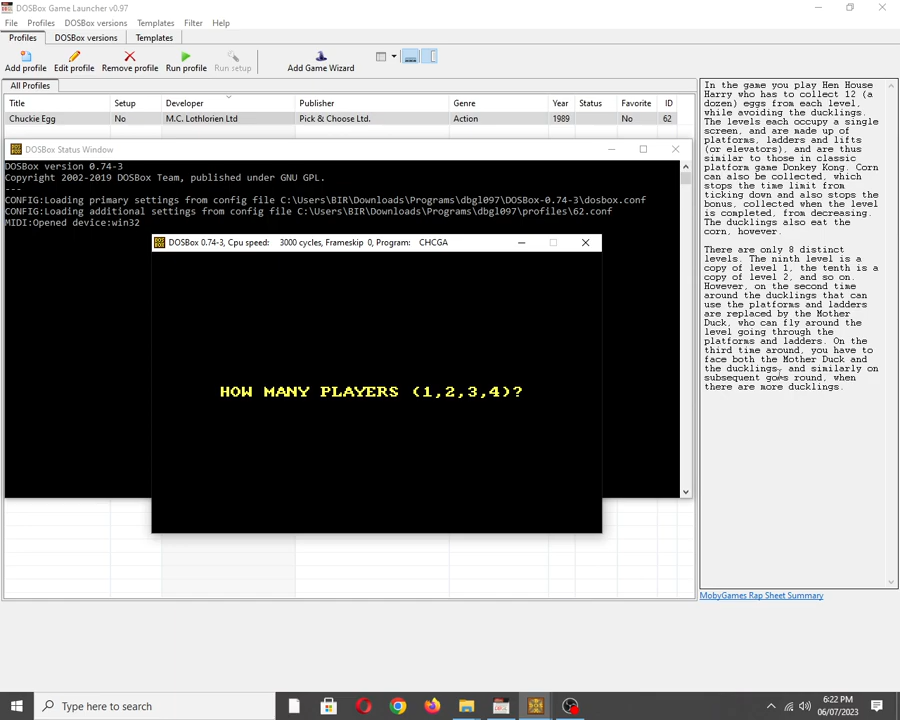 DOSBox Game Launcher v0.97
File Profiles DOSBox versions Templates Filter Help
Profiles DOSBox versions Templates
Add profile Edit profile Remove profile Run profile Run setup Add Game Wizard
All Profiles
Title Setup Developer Publisher Genre Year Status Favorite ID
Chuckie Egg No M.C. Lothlorien Ltd Pick & Choose Ltd. Action 1989 No 62
DOSBox Status Window
DOSBox version 0.74-3
Copyright 2002-2019 DOSBox Team, published under GNU GPL.
---
CONFIG:Loading primary settings from config file C:\Users\BIR\Downloads\Programs\dbgl097\DOSBox-0.74-3\dosbox.conf
CONFIG:Loading additional settings from config file C:\Users\BIR\Downloads\Programs\dbgl097\profiles\62.conf
MIDI:Opened device:win32
DOSBox 0.74-3, Cpu speed: 3000 cycles, Frameskip 0, Program: CHCGA
HOW MANY PLAYERS (1,2,3,4)?
In the game you play Hen House
Harry who has to collect 12 (a
dozen) eggs from each level,
while avoiding the ducklings.
The levels each occupy a single
screen, and are made up of
platforms, ladders and lifts
(or elevators), and are thus
similar to those in classic
platform game Donkey Kong. Corn
can also be collected, which
stops the time limit from
ticking down and also stops the
bonus, collected when the level
is completed, from decreasing.
The ducklings also eat the
corn, however.
There are only 8 distinct
levels. The ninth level is a
copy of level 1, the tenth is a
copy of level 2, and so on.
However, on the second time
around the ducklings that can
use the platforms and ladders
are replaced by the Mother
Duck, who can fly around the
level going through the
platforms and ladders. On the
third time around, you have to
face both the Mother Duck and
the ducklings, and similarly on
subsequent goes round, when
there are more ducklings.
MobyGames Rap Sheet Summary
Type here to search
6:22 PM
06/07/2023